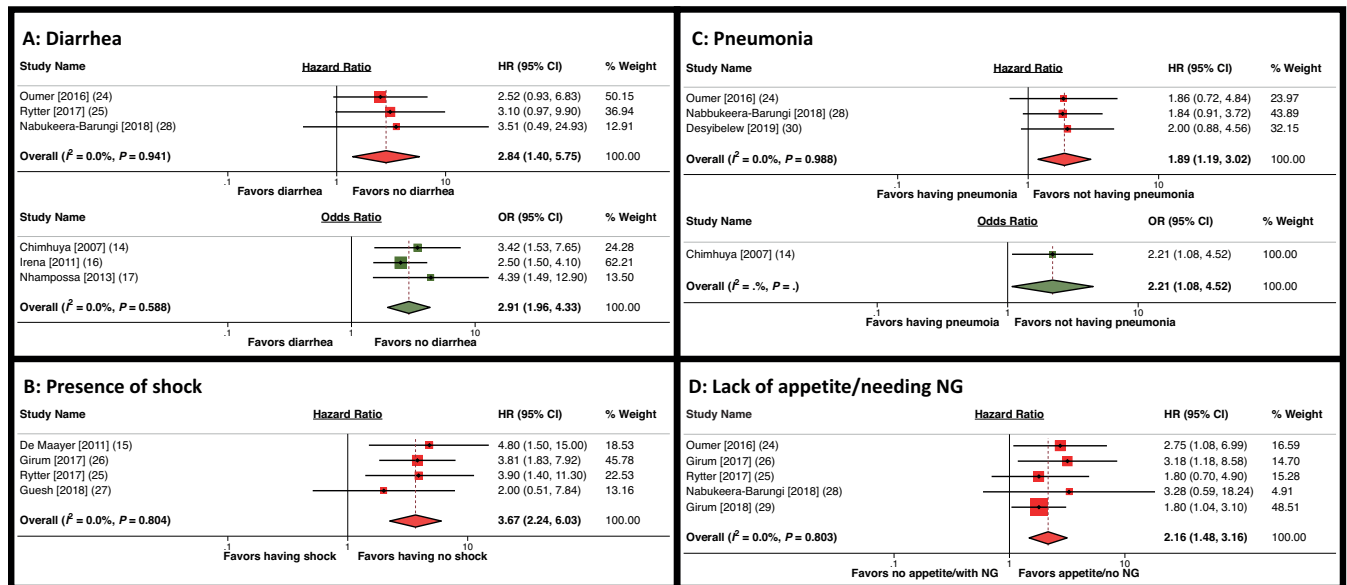 A: Diarrhea
Study Name Hazard Ratio HR (95% CI) % Weight
Oumer [2016] (24) 2.52 (0.93, 6.83) 50.15
Rytter [2017] (25) 3.10 (0.97, 9.90) 36.94
Nabukeera-Barungi [2018] (28) 3.51 (0.49, 24.93) 12.91
Overall (I² = 0.0%, P = 0.941) 2.84 (1.40, 5.75) 100.00
.1 1 10
Favors diarrhea Favors no diarrhea
Study Name Odds Ratio OR (95% CI) % Weight
Chimhuya [2007] (14) 3.42 (1.53, 7.65) 24.28
Irena [2011] (16) 2.50 (1.50, 4.10) 62.21
Nhampossa [2013] (17) 4.39 (1.49, 12.90) 13.50
Overall (I² = 0.0%, P = 0.588) 2.91 (1.96, 4.33) 100.00
.1 1 10
Favors diarrhea Favors no diarrhea
B: Presence of shock
Study Name Hazard Ratio HR (95% CI) % Weight
De Maayer [2011] (15) 4.80 (1.50, 15.00) 18.53
Girum [2017] (26) 3.81 (1.83, 7.92) 45.78
Rytter [2017] (25) 3.90 (1.40, 11.30) 22.53
Guesh [2018] (27) 2.00 (0.51, 7.84) 13.16
Overall (I² = 0.0%, P = 0.804) 3.67 (2.24, 6.03) 100.00
.1 1 10
Favors having shock Favors having no shock
C: Pneumonia
Study Name Hazard Ratio HR (95% CI) % Weight
Oumer [2016] (24) 1.86 (0.72, 4.84) 23.97
Nabbukeera-Barungi [2018] (28) 1.84 (0.91, 3.72) 43.89
Desyibelew [2019] (30) 2.00 (0.88, 4.56) 32.15
Overall (I² = 0.0%, P = 0.988) 1.89 (1.19, 3.02) 100.00
.1 1 10
Favors having pneumonia Favors not having pneumonia
Study Name Odds Ratio OR (95% CI) % Weight
Chimhuya [2007] (14) 2.21 (1.08, 4.52) 100.00
Overall (I² = .%, P = .) 2.21 (1.08, 4.52) 100.00
.1 1 10
Favors having pneumoia Favors not having pneumonia
D: Lack of appetite/needing NG
Study Name Hazard Ratio HR (95% CI) % Weight
Oumer [2016] (24) 2.75 (1.08, 6.99) 16.59
Girum [2017] (26) 3.18 (1.18, 8.58) 14.70
Rytter [2017] (25) 1.80 (0.70, 4.90) 15.28
Nabukeera-Barungi [2018] (28) 3.28 (0.59, 18.24) 4.91
Girum [2018] (29) 1.80 (1.04, 3.10) 48.51
Overall (I² = 0.0%, P = 0.803) 2.16 (1.48, 3.16) 100.00
.1 1 10
Favors no appetite/with NG Favors appetite/no NG